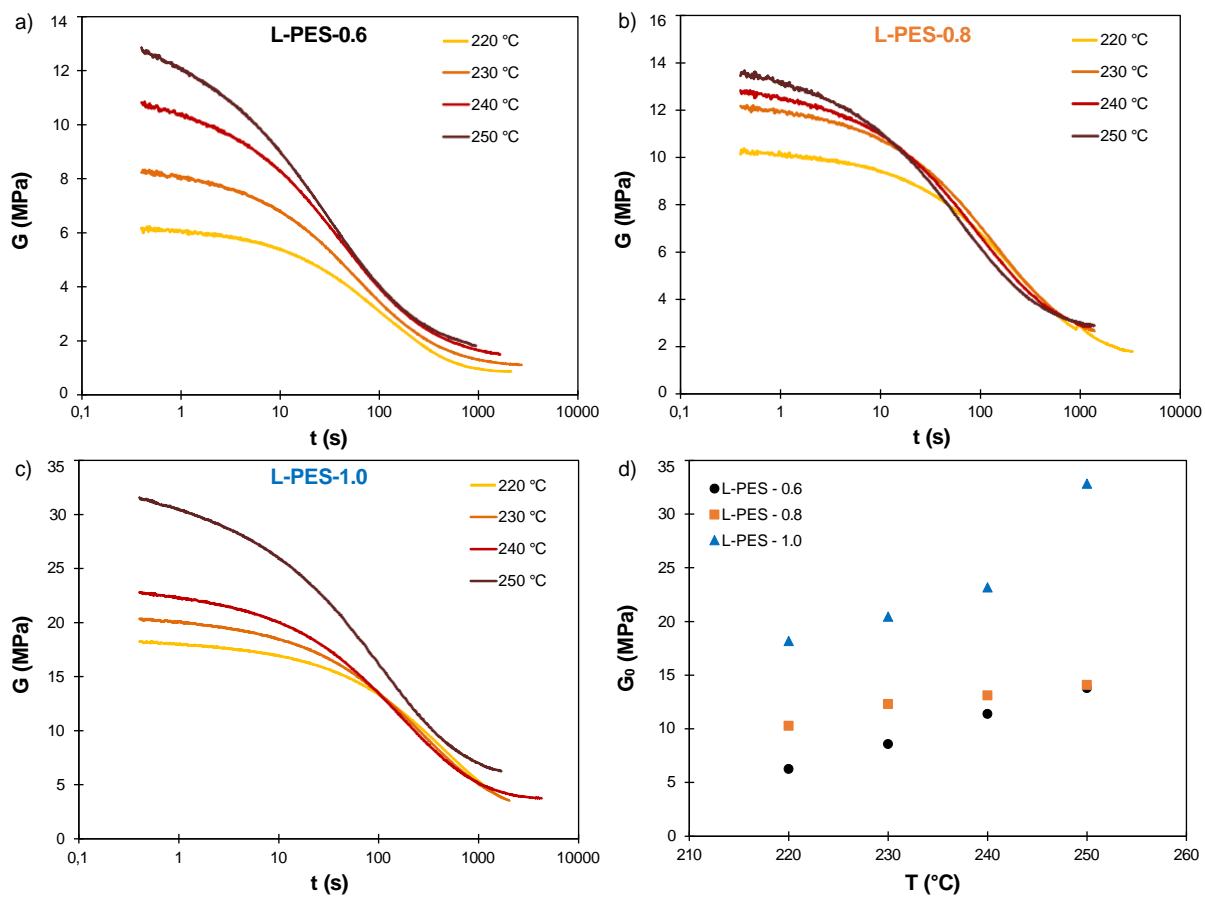 a)
L-PES-0.6
14
12
10
8
6
4
2
0
G (MPa)
220 °C
230 °C
240 °C
250 °C
0,1 1 10 100 1000 10000
t (s)
b)
L-PES-0.8
16
14
12
10
8
6
4
2
0
G (MPa)
220 °C
230 °C
240 °C
250 °C
0,1 1 10 100 1000 10000
t (s)
c)
L-PES-1.0
35
30
25
20
15
10
5
0
G (MPa)
220 °C
230 °C
240 °C
250 °C
0,1 1 10 100 1000 10000
t (s)
d)
35
30
25
20
15
10
5
0
G₀ (MPa)
L-PES - 0.6
L-PES - 0.8
L-PES - 1.0
210 220 230 240 250 260
T (°C)